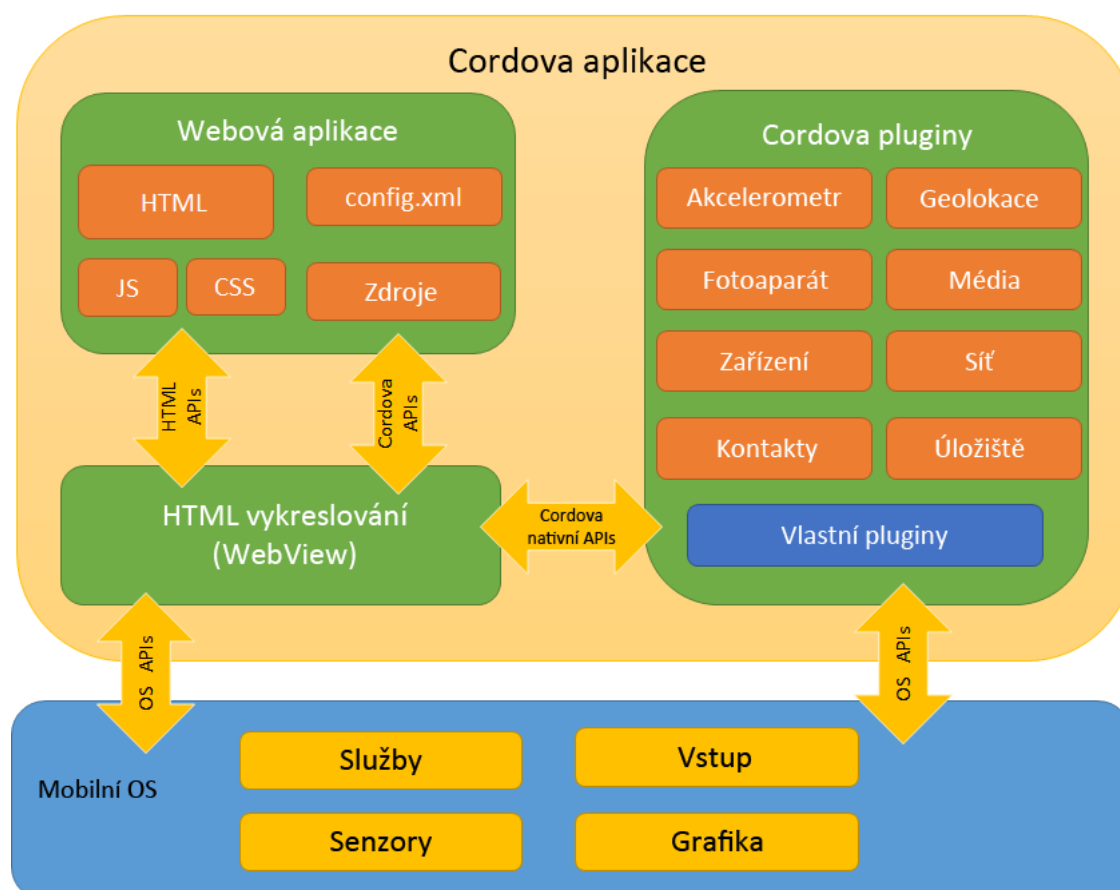 Cordova aplikace
Webová aplikace
HTML
config.xml
JS
CSS
Zdroje
HTML
APIs
Cordova
APIs
HTML vykreslování
(WebView)
Cordova
nativní APIs
Cordova pluginy
Akcelerometr
Geolokace
Fotoaparát
Média
Zařízení
Síť
Kontakty
Úložiště
Vlastní pluginy
OS APIs
OS APIs
Mobilní OS
Služby
Vstup
Senzory
Grafika